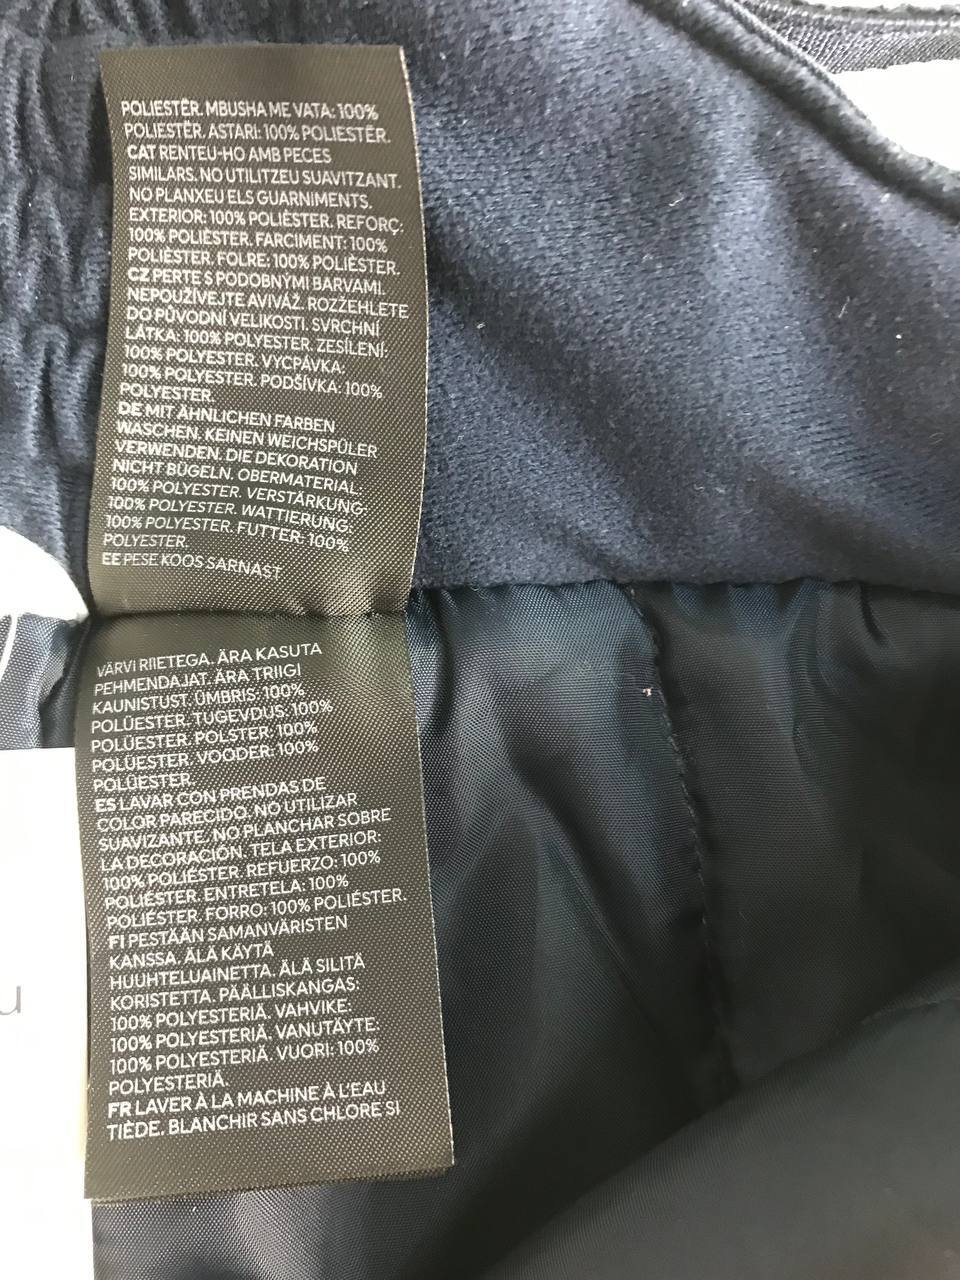 POLIESTËR. MBUSHA ME VATA: 100%
POLIESTËR. ASTARI: 100% POLIESTËR.
CAT RENTEU-HO AMB PECES
SIMILARS. NO UTILITZEU SUAVITZANT.
NO PLANXEU ELS GUARNIMENTS.
EXTERIOR: 100% POLIÈSTER. REFORÇ:
100% POLIÈSTER. FARCIMENT: 100%
POLIÈSTER. FOLRE: 100% POLIÈSTER.
CZ PERTE S PODOBNÝMI BARVAMI.
NEPOUŽÍVEJTE AVIVÁŽ. ROZŽEHLETE
DO PŮVODNÍ VELIKOSTI. SVRCHNÍ
LÁTKA: 100% POLYESTER. ZESÍLENÍ:
100% POLYESTER. VYCPÁVKA:
100% POLYESTER. PODŠÍVKA: 100%
POLYESTER.
DE MIT ÄHNLICHEN FARBEN
WASCHEN. KEINEN WEICHSPÜLER
VERWENDEN. DIE DEKORATION
NICHT BÜGELN. OBERMATERIAL:
100% POLYESTER. VERSTÄRKUNG:
100% POLYESTER. WATTIERUNG:
100% POLYESTER. FUTTER: 100%
POLYESTER.
EE PESE KOOS SARNAST
VÄRVI RIIETEGA. ÄRA KASUTA
PEHMENDAJAT. ÄRA TRIIGI
KAUNISTUST. ÜMBRIS: 100%
POLÜESTER. TUGEVDUS: 100%
POLÜESTER. POLSTER: 100%
POLÜESTER. VOODER: 100%
POLÜESTER.
ES LAVAR CON PRENDAS DE
COLOR PARECIDO. NO UTILIZAR
SUAVIZANTE. NO PLANCHAR SOBRE
LA DECORACIÓN. TELA EXTERIOR:
100% POLIÉSTER. REFUERZO: 100%
POLIÉSTER. ENTRETELA: 100%
POLIÉSTER. FORRO: 100% POLIÉSTER.
FI PESTÄÄN SAMANVÄRISTEN
KANSSA. ÄLÄ KÄYTÄ
HUUHTELUAINETTA. ÄLÄ SILITÄ
KORISTETTA. PÄÄLLISKANGAS:
100% POLYESTERIÄ. VAHVIKE:
100% POLYESTERIÄ. VANUTÄYTE:
100% POLYESTERIÄ. VUORI: 100%
POLYESTERIÄ.
FR LAVER À LA MACHINE À L'EAU
TIÈDE. BLANCHIR SANS CHLORE SI
u